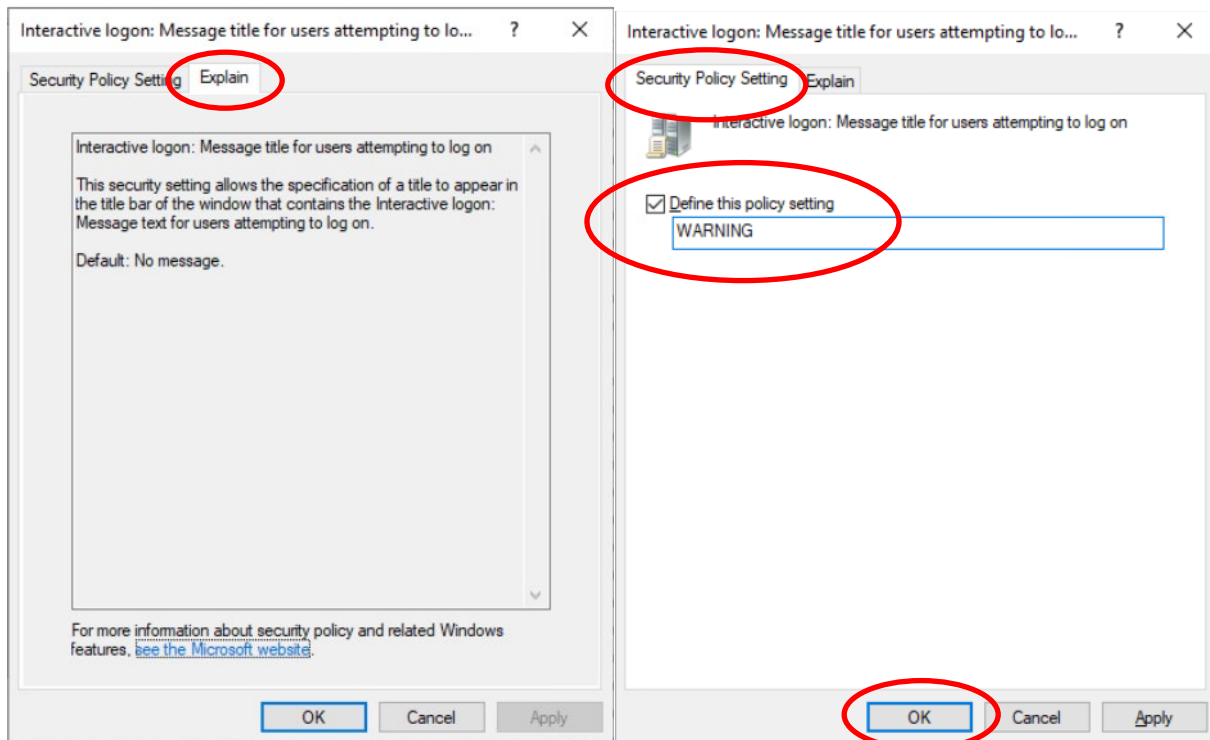 Interactive logon: Message title for users attempting to lo... ?
Security Policy Setting Explain
Interactive logon: Message title for users attempting to log on
This security setting allows the specification of a title to appear in
the title bar of the window that contains the Interactive logon:
Message text for users attempting to log on.
Default: No message.
For more information about security policy and related Windows
features, see the Microsoft website.
OK Cancel Apply
Interactive logon: Message title for users attempting to lo... ?
Security Policy Setting Explain
Interactive logon: Message title for users attempting to log on
Define this policy setting
WARNING
OK Cancel Apply